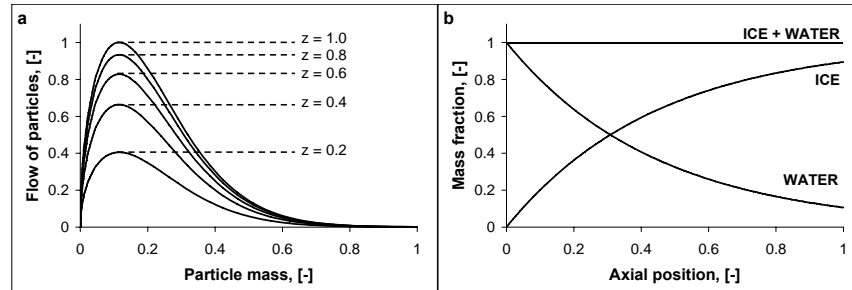 a
Flow of particles, [-]
1
0.8
0.6
0.4
0.2
0
z = 1.0
z = 0.8
z = 0.6
z = 0.4
z = 0.2
0 0.2 0.4 0.6 0.8 1
Particle mass, [-]
b
Mass fraction, [-]
1
0.8
0.6
0.4
0.2
0
ICE + WATER
ICE
WATER
0 0.2 0.4 0.6 0.8 1
Axial position, [-]